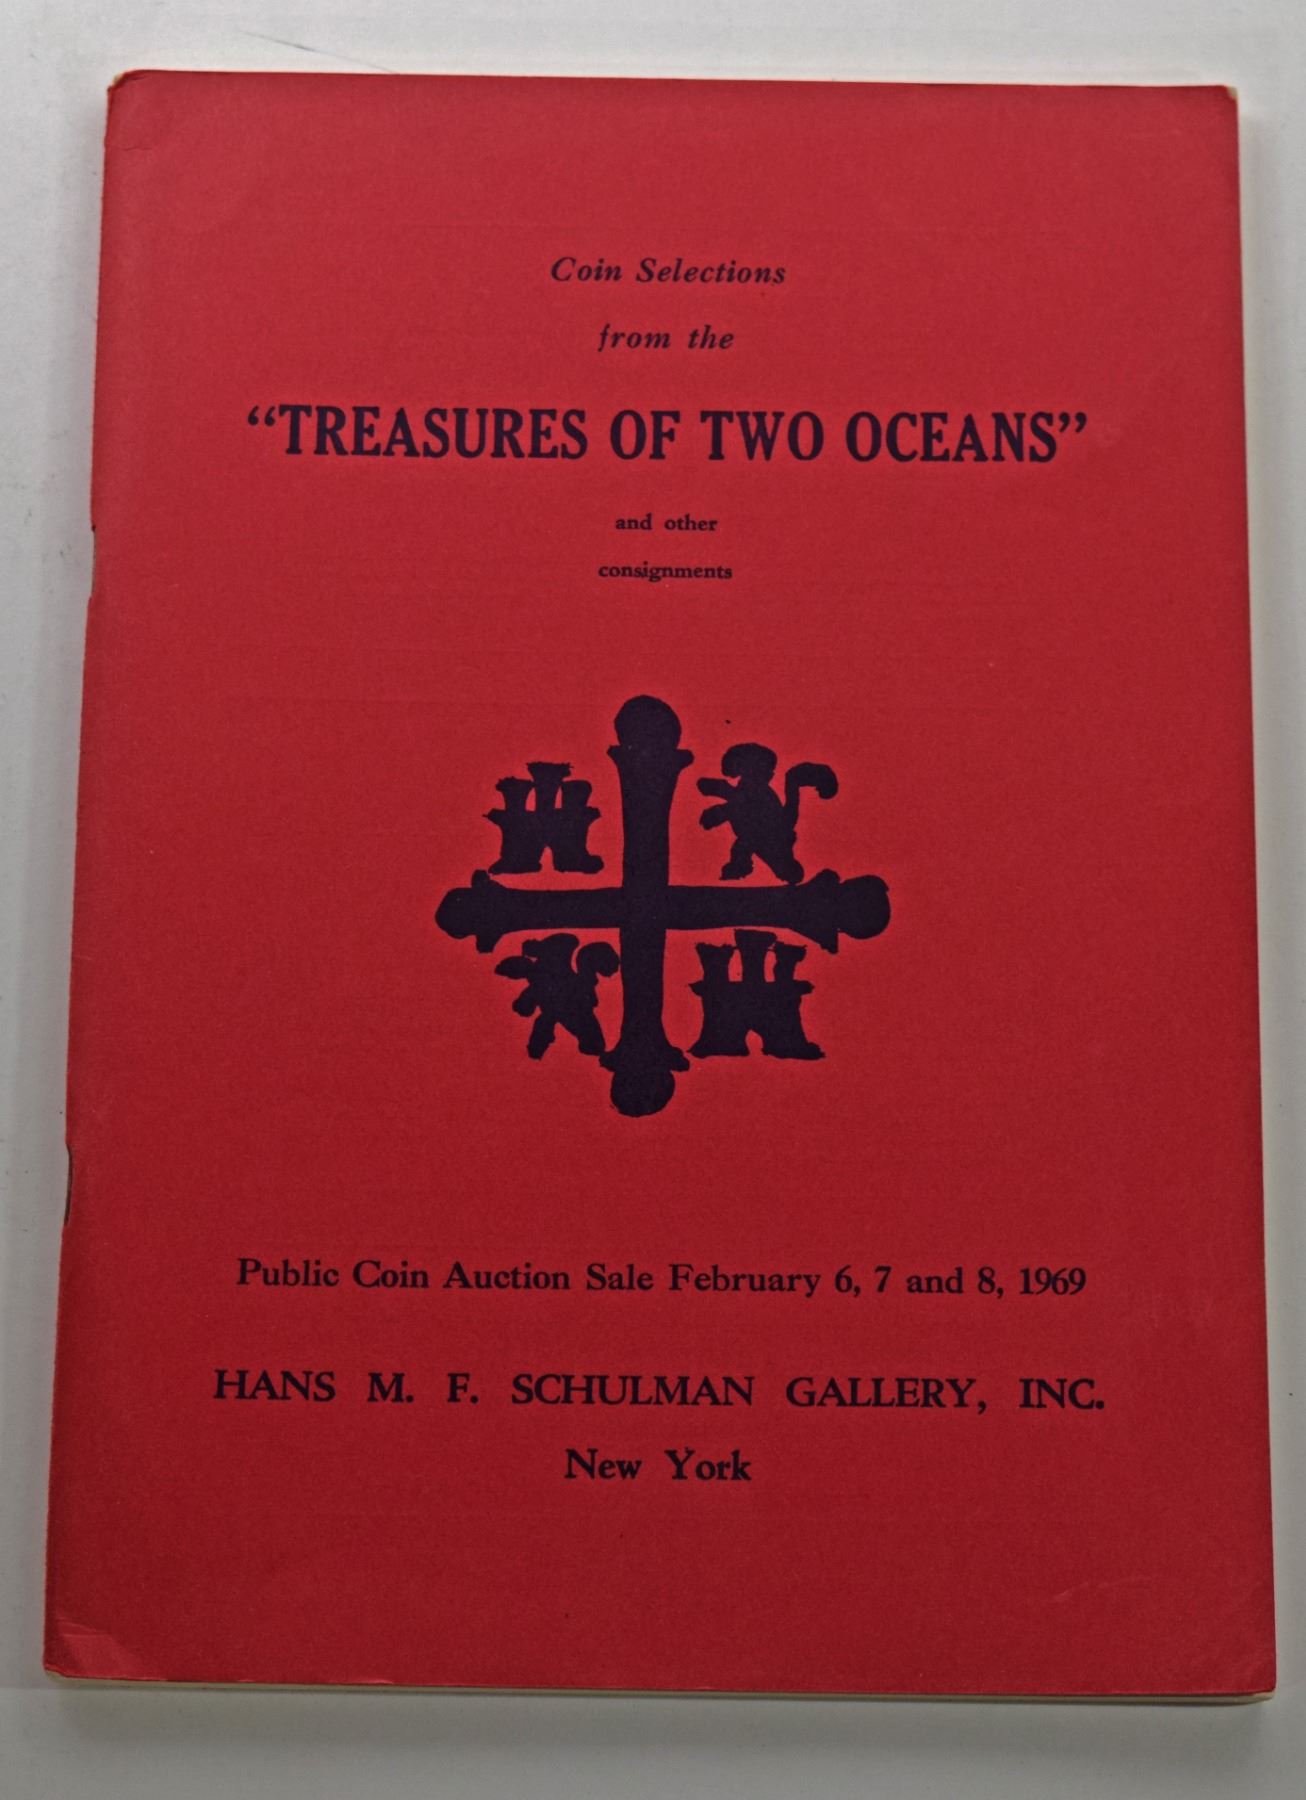 Coin Selections
from the
“TREASURES OF TWO OCEANS”
and other
consignments
Public Coin Auction Sale February 6, 7 and 8, 1969
HANS M. F. SCHULMAN GALLERY, INC.
New York